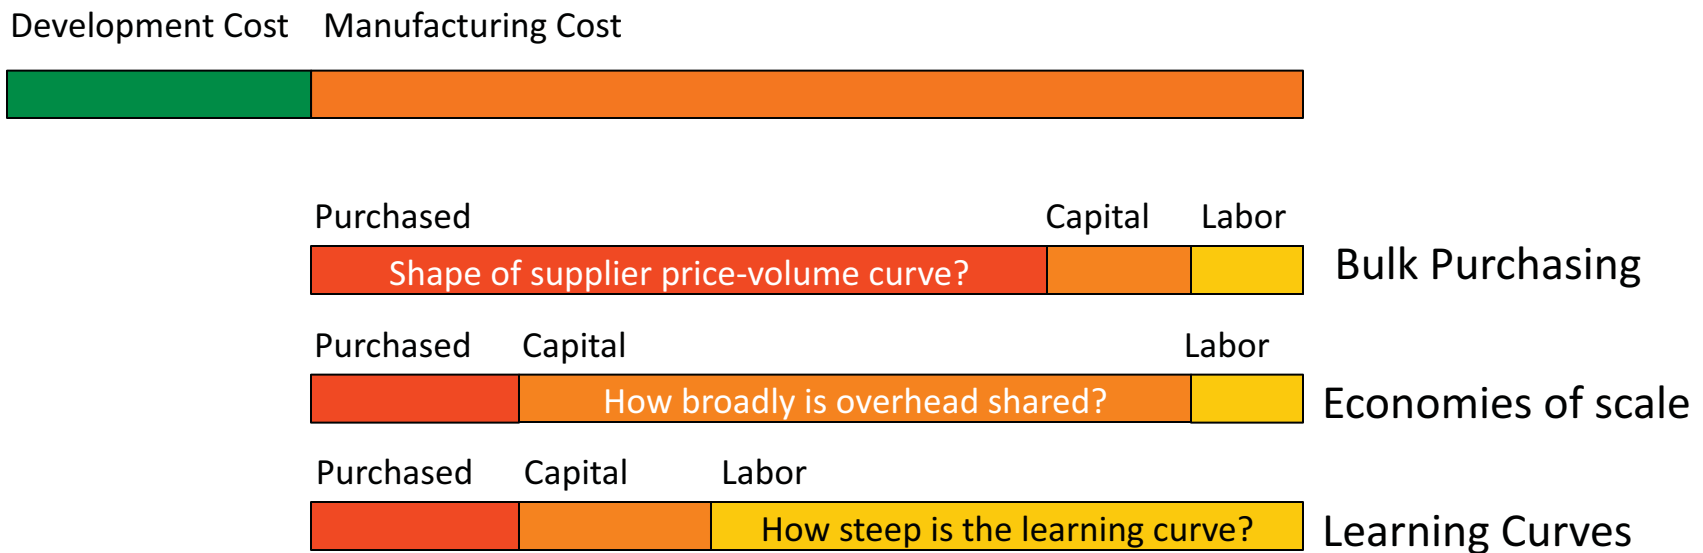 Development Cost Manufacturing Cost
Purchased Capital Labor
Shape of supplier price-volume curve? Bulk Purchasing
Purchased Capital Labor
How broadly is overhead shared? Economies of scale
Purchased Capital Labor
How steep is the learning curve? Learning Curves